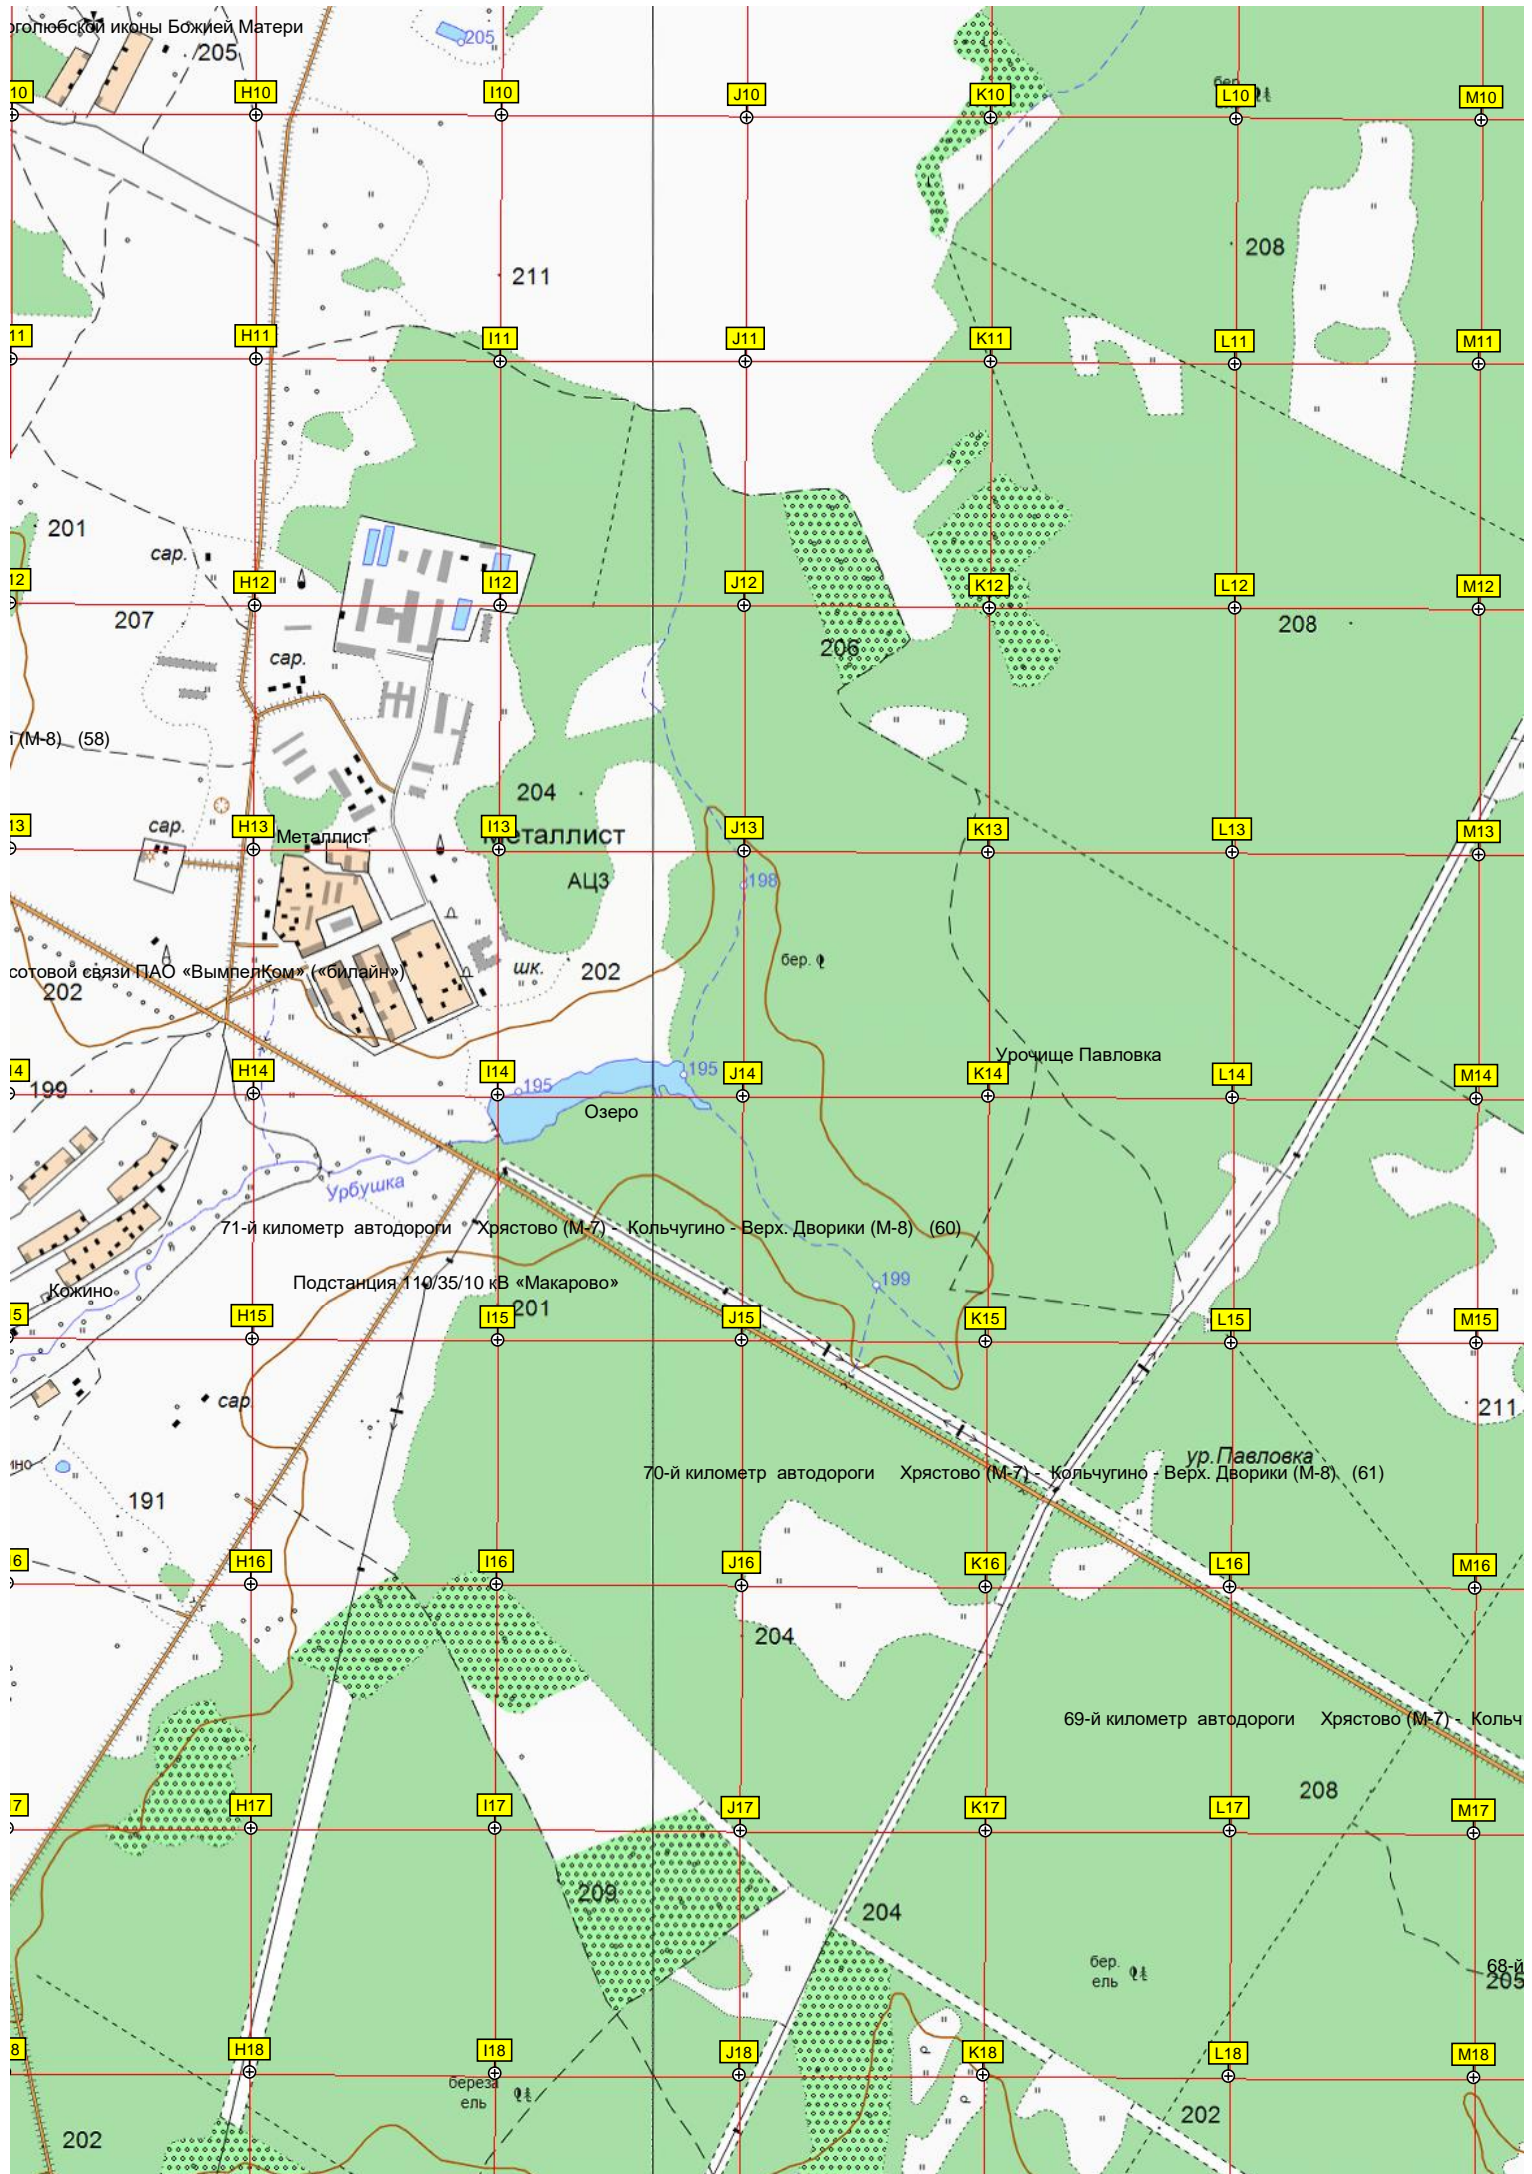 оголюбской иконы Божией Матери
205
205
10
H10
I10
J10
K10
бер.
L10
M10
211
208
11
H11
I11
J11
K11
L11
M11
201
сар.
12
H12
I12
J12
K12
L12
M12
207
208
206
сар.
(М-8) (58)
204
13
сар.
H13
Металлист
I13
Металлист
J13
K13
L13
M13
АЦЗ
198
сотовой связи ПАО «ВымпелКом» («билайн»)
202
шк.
202
бер.
Урочище Павловка
14
199
H14
I14
195
195
J14
K14
L14
M14
Озеро
Урбушка
71-й километр автодороги Хрястово (М-7) - Кольчугино - Верх. Дворики (М-8) (60)
Подстанция 110/35/10 кВ «Макарово»
199
Кожино
201
5
H15
I15
J15
K15
L15
M15
сар.
211
ино
ур.Павловка
70-й километр автодороги Хрястово (М-7) - Кольчугино - Верх. Дворики (М-8) (61)
191
6
H16
I16
J16
K16
L16
M16
204
69-й километр автодороги Хрястово (М-7) - Кольч
208
7
H17
I17
J17
K17
L17
M17
209
204
бер.
ель
68-й
205
8
H18
I18
J18
K18
L18
M18
р
р
береза
ель
202
202